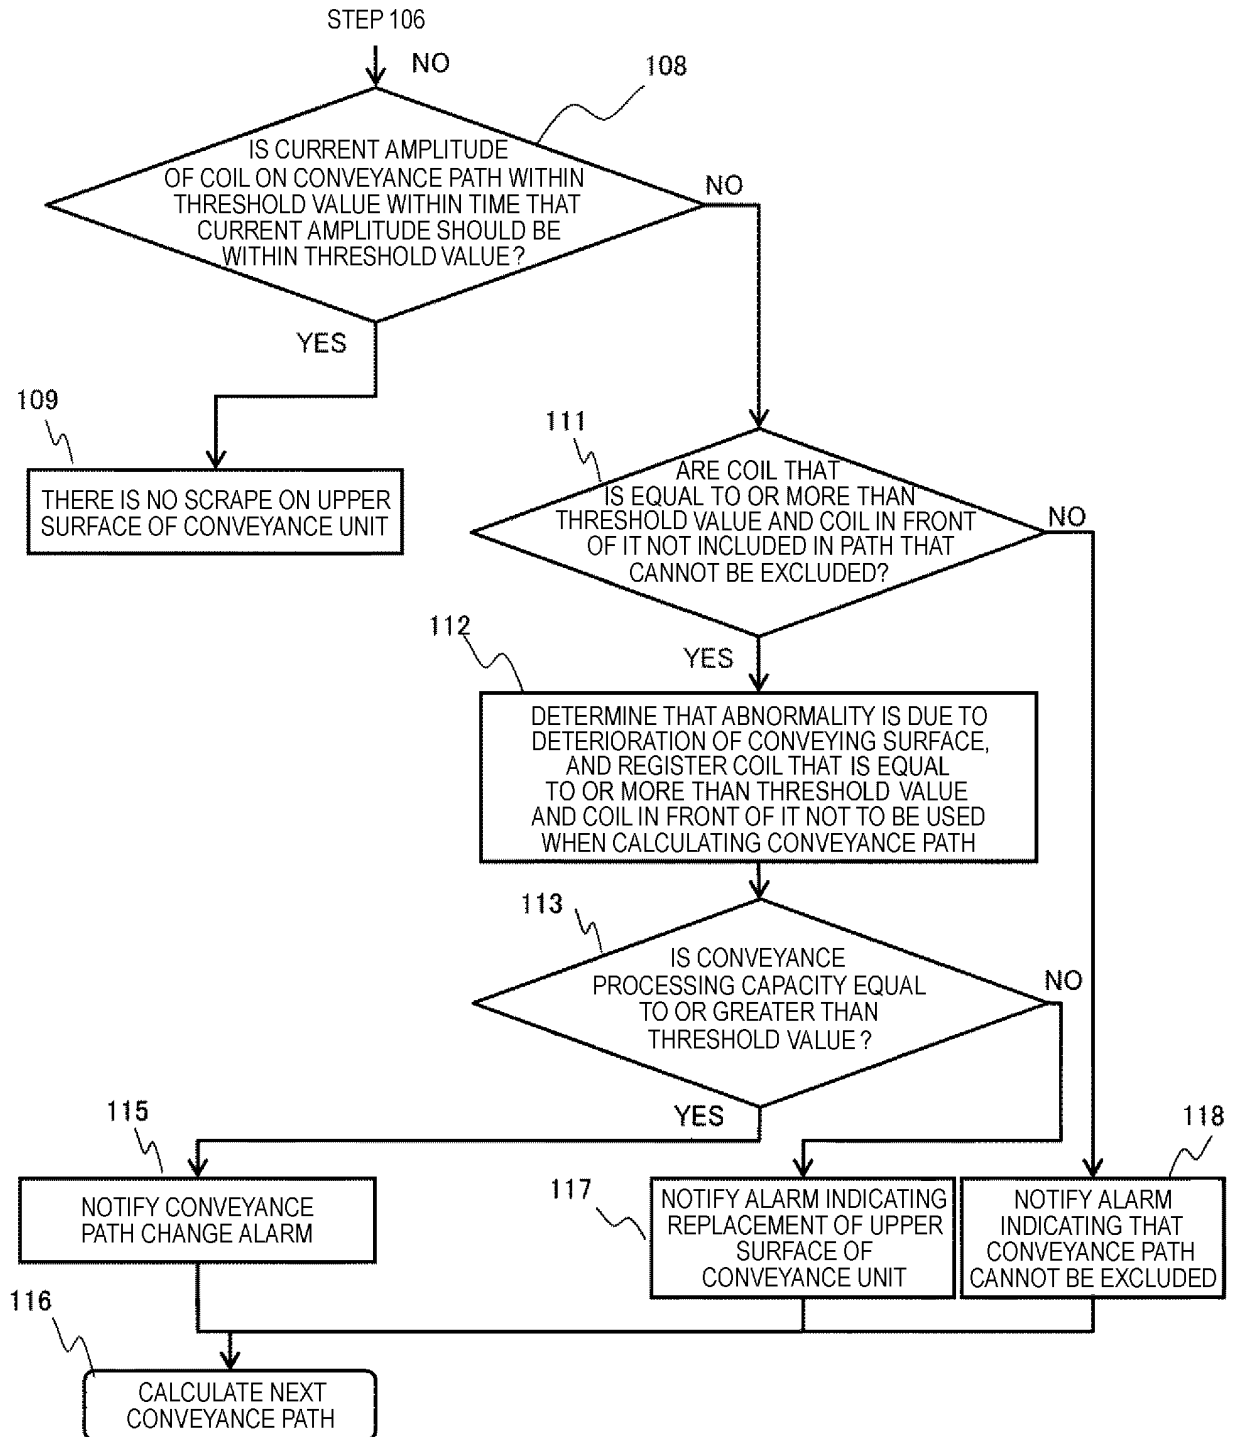 STEP 106
NO
108
IS CURRENT AMPLITUDE
OF COIL ON CONVEYANCE PATH WITHIN
THRESHOLD VALUE WITHIN TIME THAT
CURRENT AMPLITUDE SHOULD BE
WITHIN THRESHOLD VALUE?
NO
YES
109
THERE IS NO SCRAPE ON UPPER
SURFACE OF CONVEYANCE UNIT
111
ARE COIL THAT
IS EQUAL TO OR MORE THAN
THRESHOLD VALUE AND COIL IN FRONT
OF IT NOT INCLUDED IN PATH THAT
CANNOT BE EXCLUDED?
NO
YES
112
DETERMINE THAT ABNORMALITY IS DUE TO
DETERIORATION OF CONVEYING SURFACE,
AND REGISTER COIL THAT IS EQUAL
TO OR MORE THAN THRESHOLD VALUE
AND COIL IN FRONT OF IT NOT TO BE USED
WHEN CALCULATING CONVEYANCE PATH
113
IS CONVEYANCE
PROCESSING CAPACITY EQUAL
TO OR GREATER THAN
THRESHOLD VALUE?
NO
YES
115
NOTIFY CONVEYANCE
PATH CHANGE ALARM
117
NOTIFY ALARM INDICATING
REPLACEMENT OF UPPER
SURFACE OF
CONVEYANCE UNIT
118
NOTIFY ALARM
INDICATING THAT
CONVEYANCE PATH
CANNOT BE EXCLUDED
116
CALCULATE NEXT
CONVEYANCE PATH